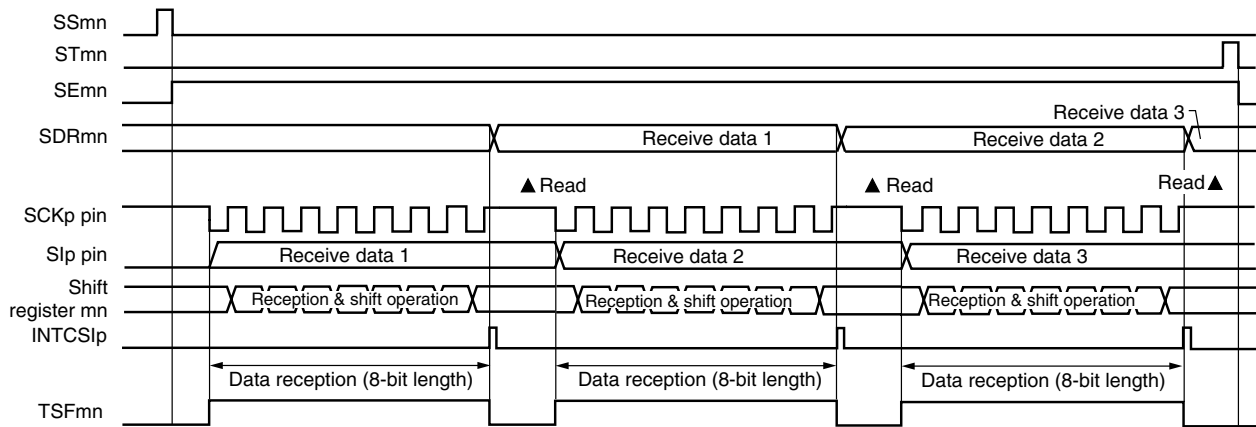 SSmn
STmn
SEmn
Receive data 3
SDRmn
Receive data 1
Receive data 2
▲ Read
▲ Read
Read ▲
SCKp pin
SIp pin
Receive data 1
Receive data 2
Receive data 3
Shift
register mn
Reception & shift operation
Reception & shift operation
Reception & shift operation
INTCSIp
Data reception (8-bit length)
Data reception (8-bit length)
Data reception (8-bit length)
TSFmn